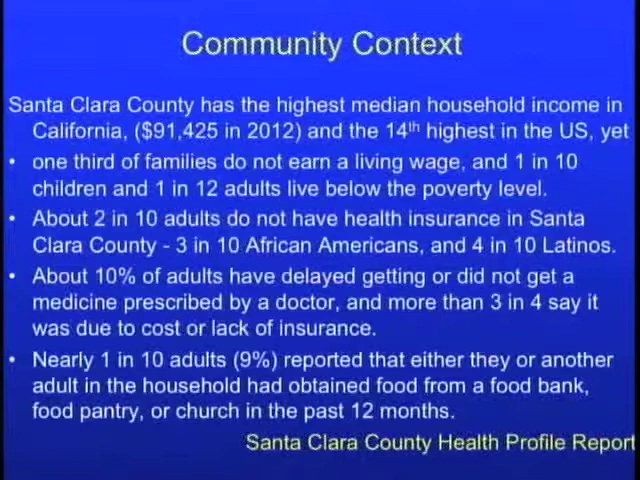 Community Context
Santa Clara County has the highest median household income in
California, ($91,425 in 2012) and the 14th highest in the US, yet
• one third of families do not earn a living wage, and 1 in 10
children and 1 in 12 adults live below the poverty level.
• About 2 in 10 adults do not have health insurance in Santa
Clara County - 3 in 10 African Americans, and 4 in 10 Latinos.
• About 10% of adults have delayed getting or did not get a
medicine prescribed by a doctor, and more than 3 in 4 say it
was due to cost or lack of insurance.
• Nearly 1 in 10 adults (9%) reported that either they or another
adult in the household had obtained food from a food bank,
food pantry, or church in the past 12 months.
Santa Clara County Health Profile Report